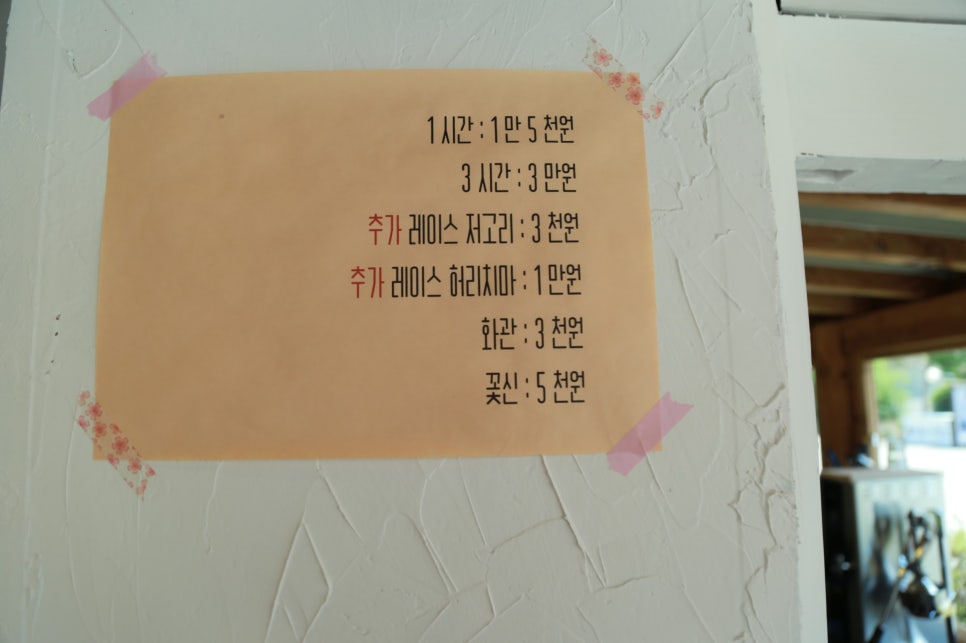 1 시간 : 1 만 5 천원
3 시간 : 3 만원
추가 레이스 저고리 : 3 천원
추가 레이스 허리치마 : 1 만원
화관 : 3 천원
꽃신 : 5 천원